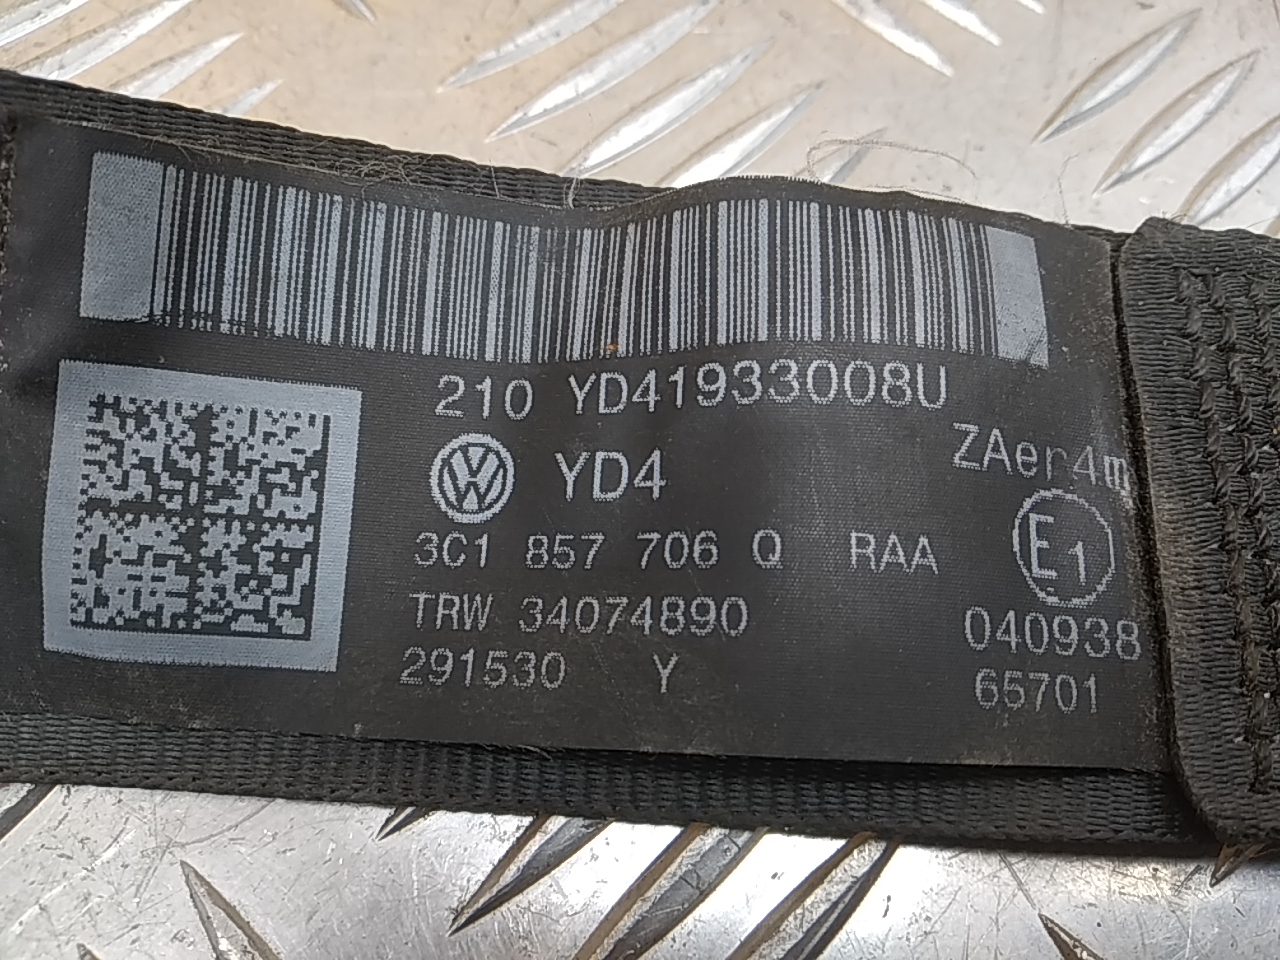 210 YD41933008U
YD4
ZAer4m
3C1 857 706 Q RAA
E1
TRW 34074890
040938
291530 Y
65701